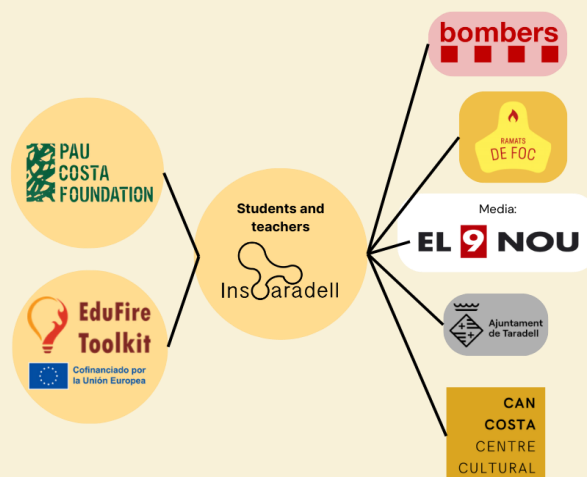 PAU
COSTA
FOUNDATION
EduFire
Toolkit
Cofinanciado por
la Unión Europea
Students and
teachers
InsTaradell
bombers
RAMATS
DE FOC
Media:
EL 9 NOU
Ajuntament
de Taradell
CAN
COSTA
CENTRE
CULTURAL